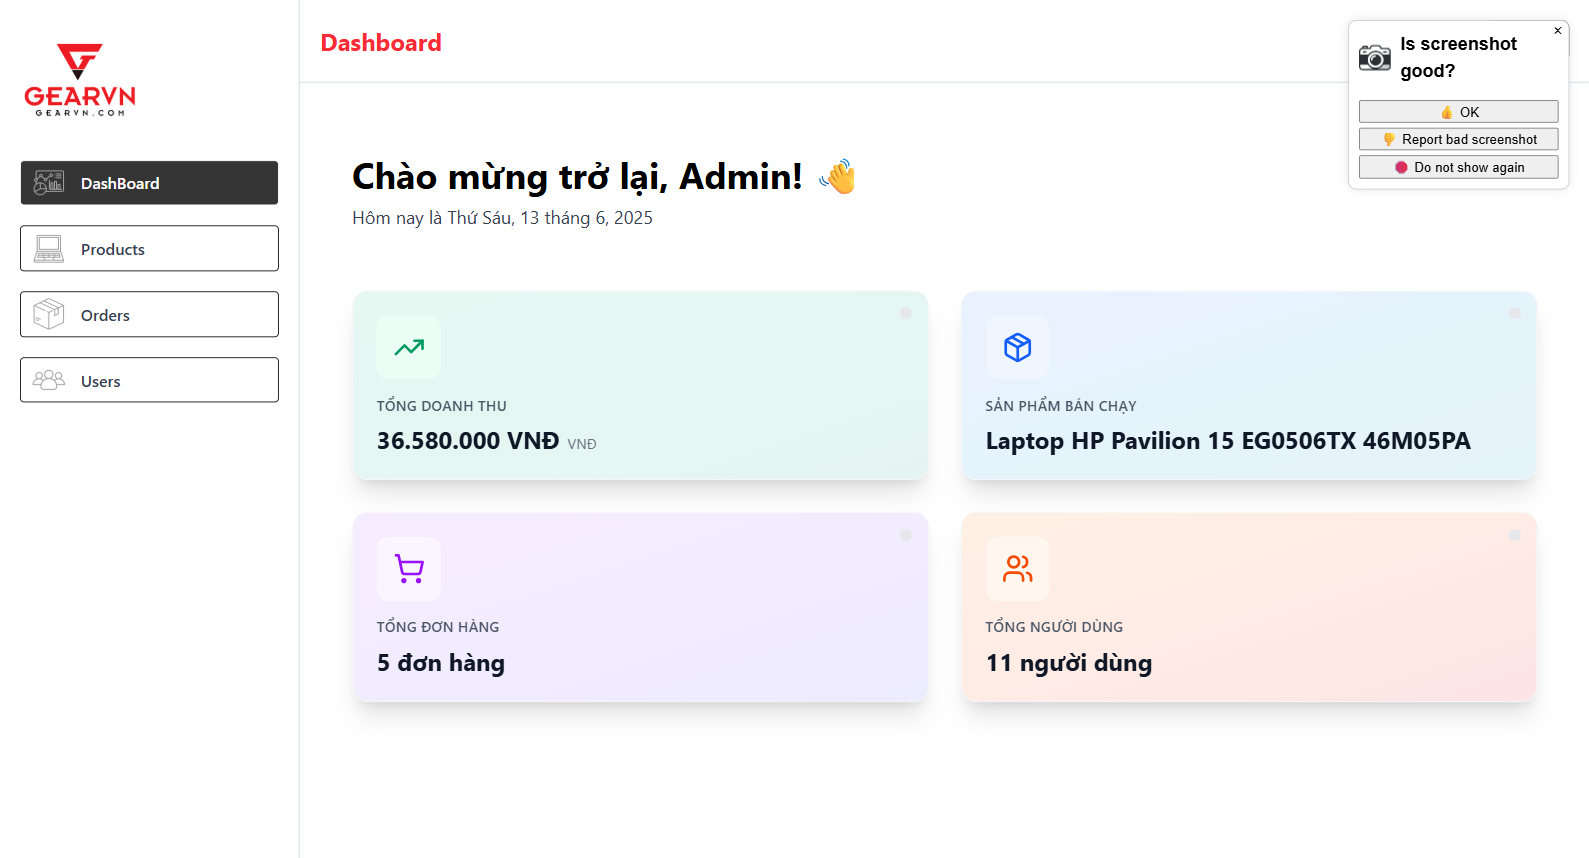 GEARVN
GEARVN.COM
DashBoard
Products
Orders
Users
Dashboard
Chào mừng trở lại, Admin! 👋
Hôm nay là Thứ Sáu, 13 tháng 6, 2025
TỔNG DOANH THU
36.580.000 VNĐ VNĐ
SẢN PHẨM BÁN CHẠY
Laptop HP Pavilion 15 EG0506TX 46M05PA
TỔNG ĐƠN HÀNG
5 đơn hàng
TỔNG NGƯỜI DÙNG
11 người dùng
Is screenshot
good?
×
👍 OK
👎 Report bad screenshot
Do not show again